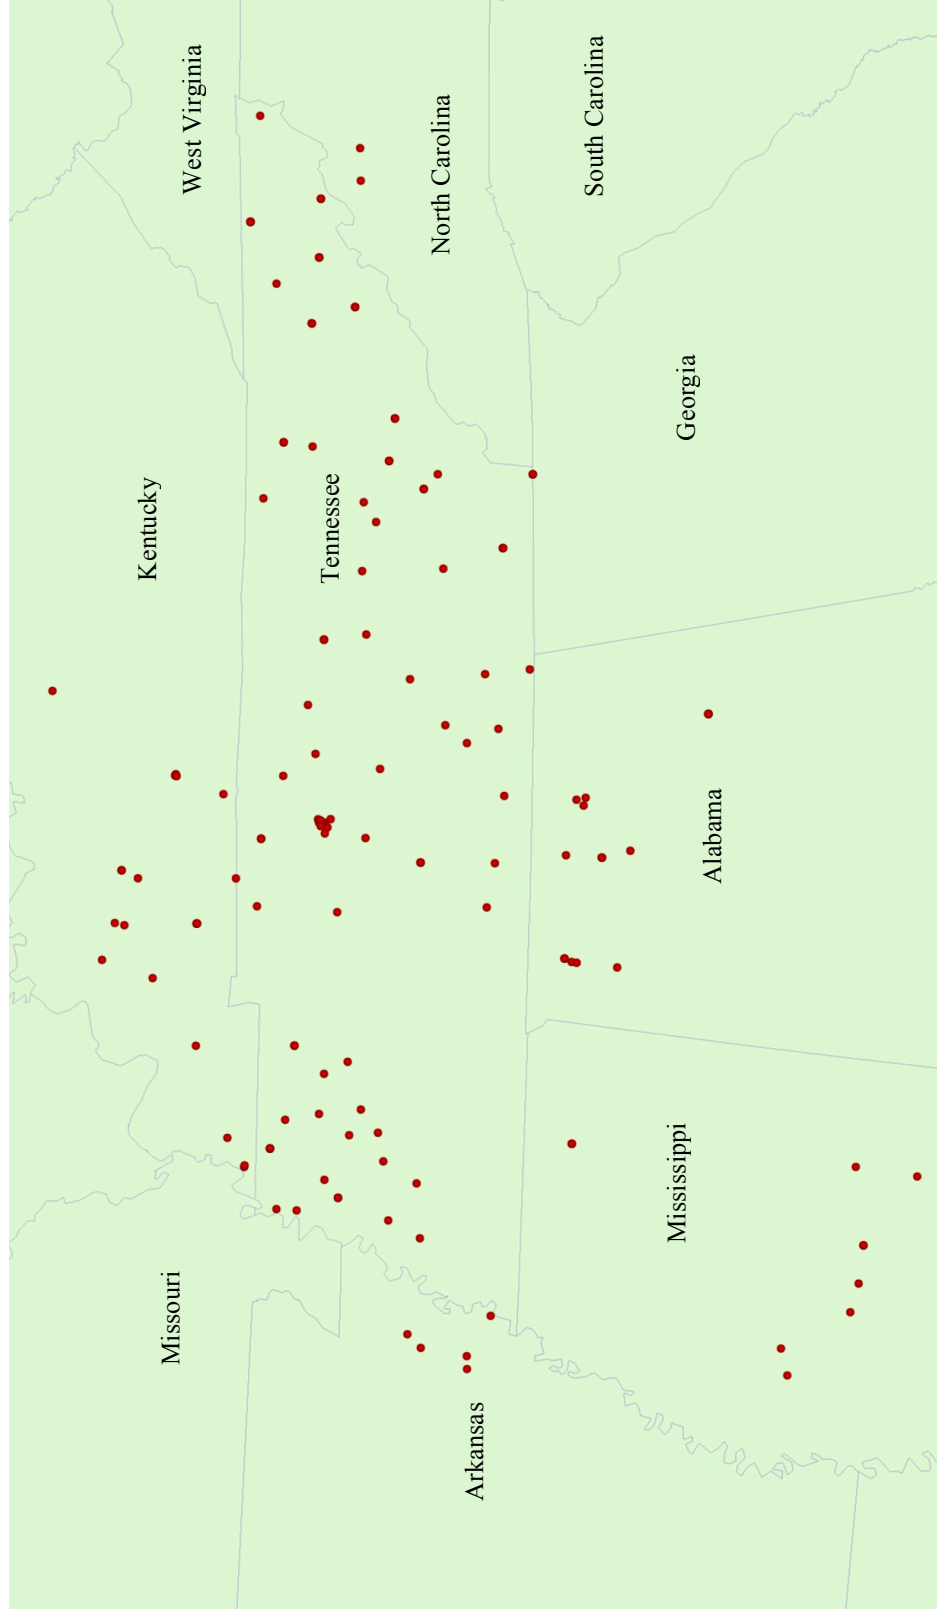 West Virginia
Kentucky
Missouri
Tennessee
North Carolina
South Carolina
Arkansas
Mississippi
Alabama
Georgia